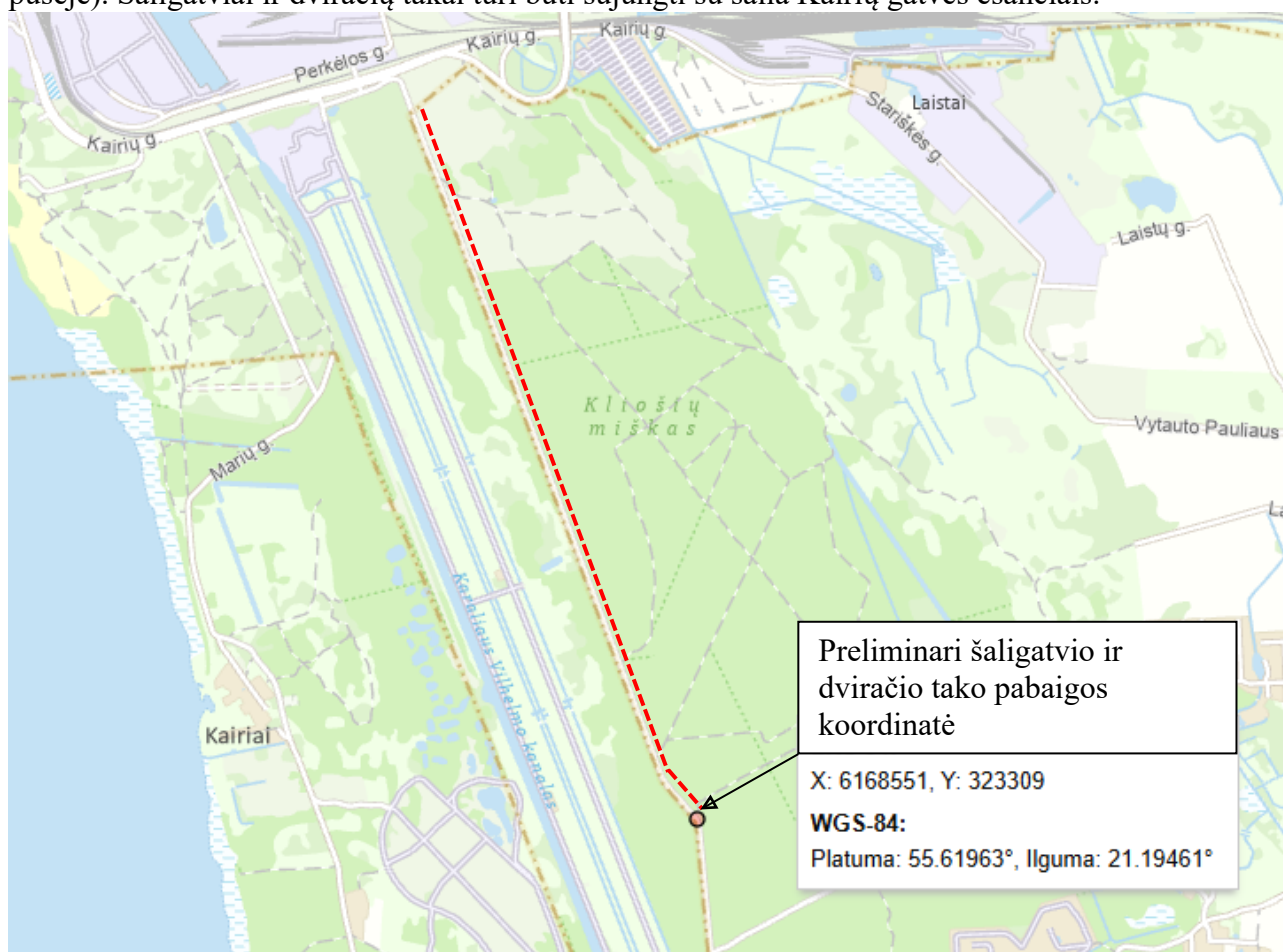 pusėje). Šaligatviai ir dviračių takai turi būti sujungti su šalia Kairių gatvės esančiais.
Kairių g.
Kairių g.
Perkėlos g.
Kairių g.
Laistai
Stariškės g.
Laistų g.
Kliošių
miškas
Vytauto Pauliaus
Marių g.
Karaliaus Vilhelmo kanalas
Kairiai
Preliminari šaligatvio ir
dviračio tako pabaigos
koordinatė
X: 6168551, Y: 323309
WGS-84:
Platuma: 55.61963°, Ilguma: 21.19461°